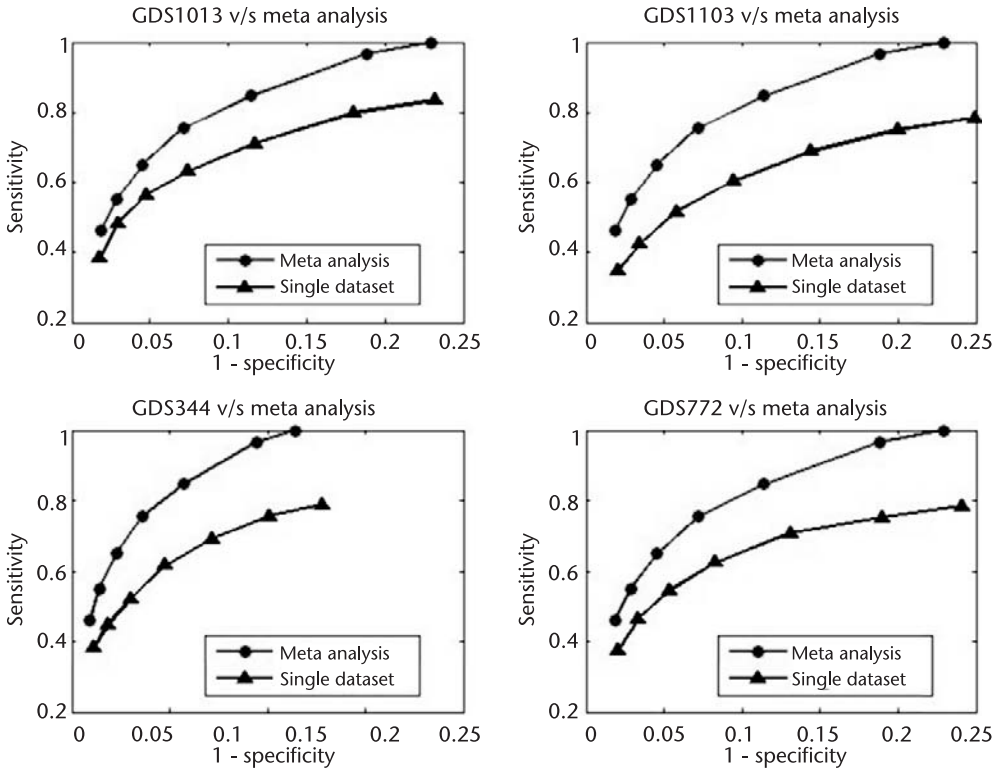 GDS1013 v/s meta analysis
1
0.8
0.6
0.4
0.2
Sensitivity
Meta analysis
Single dataset
0 0.05 0.1 0.15 0.2 0.25
1 - specificity
GDS1103 v/s meta analysis
1
0.8
0.6
0.4
0.2
Sensitivity
Meta analysis
Single dataset
0 0.05 0.1 0.15 0.2 0.25
1 - specificity
GDS344 v/s meta analysis
1
0.8
0.6
0.4
0.2
Sensitivity
Meta analysis
Single dataset
0 0.05 0.1 0.15 0.2 0.25
1 - specificity
GDS772 v/s meta analysis
1
0.8
0.6
0.4
0.2
Sensitivity
Meta analysis
Single dataset
0 0.05 0.1 0.15 0.2 0.25
1 - specificity